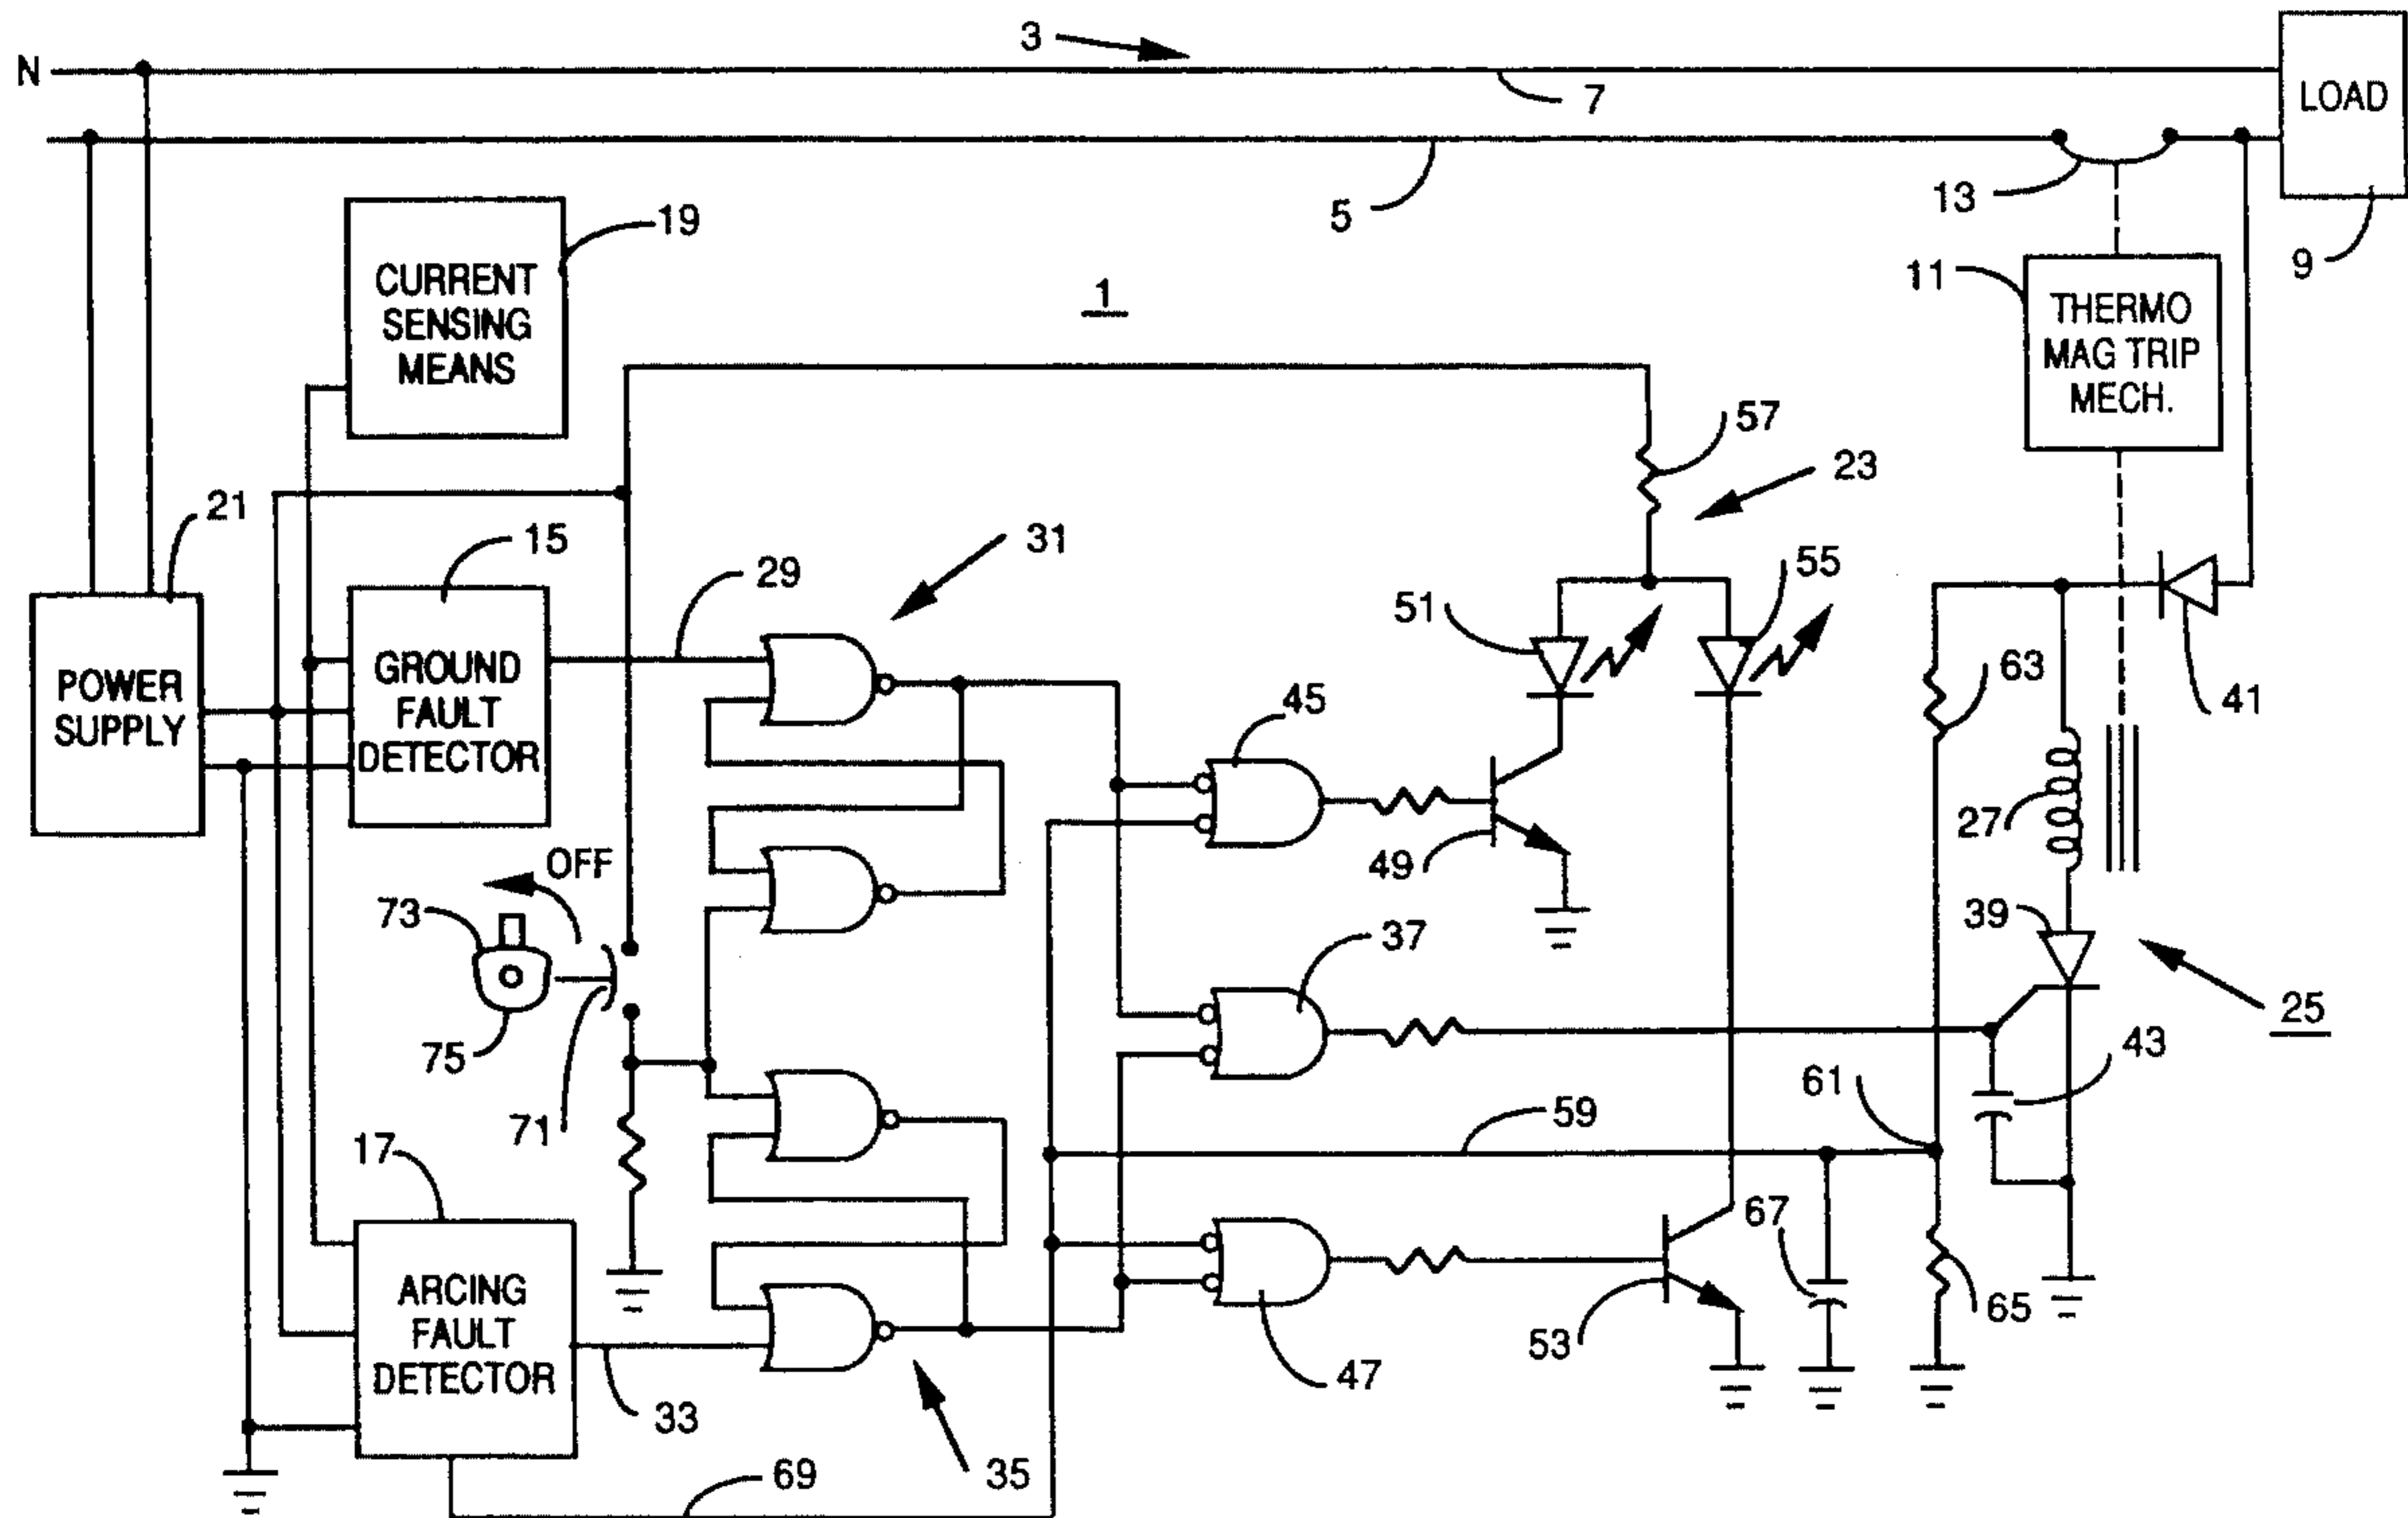 N
3
7
LOAD
5
13
9
CURRENT
SENSING
MEANS
19
1
11
THERMO
MAG TRIP
MECH.
57
23
21
15
29
31
51
55
POWER
SUPPLY
GROUND
FAULT
DETECTOR
45
63
41
27
OFF
49
73
37
39
25
75
71
61
43
59
17
67
ARCING
FAULT
DETECTOR
33
35
47
53
65
69